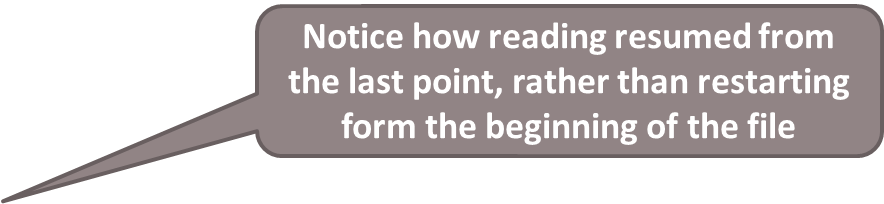 Notice how reading resumed from
the last point, rather than restarting
form the beginning of the file